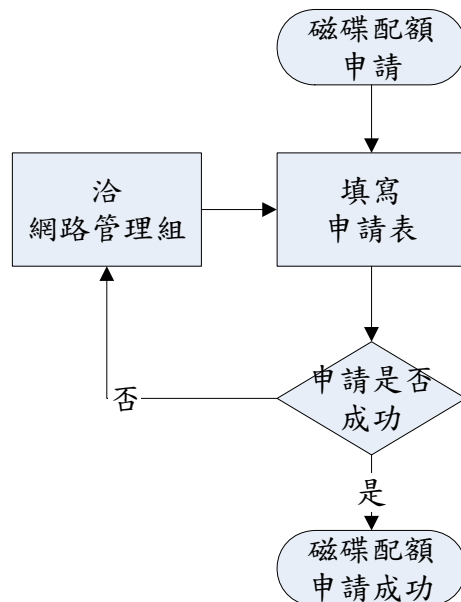 磁碟配額
申請
洽
網路管理組
填寫
申請表
申請是否
成功
否
是
磁碟配額
申請成功